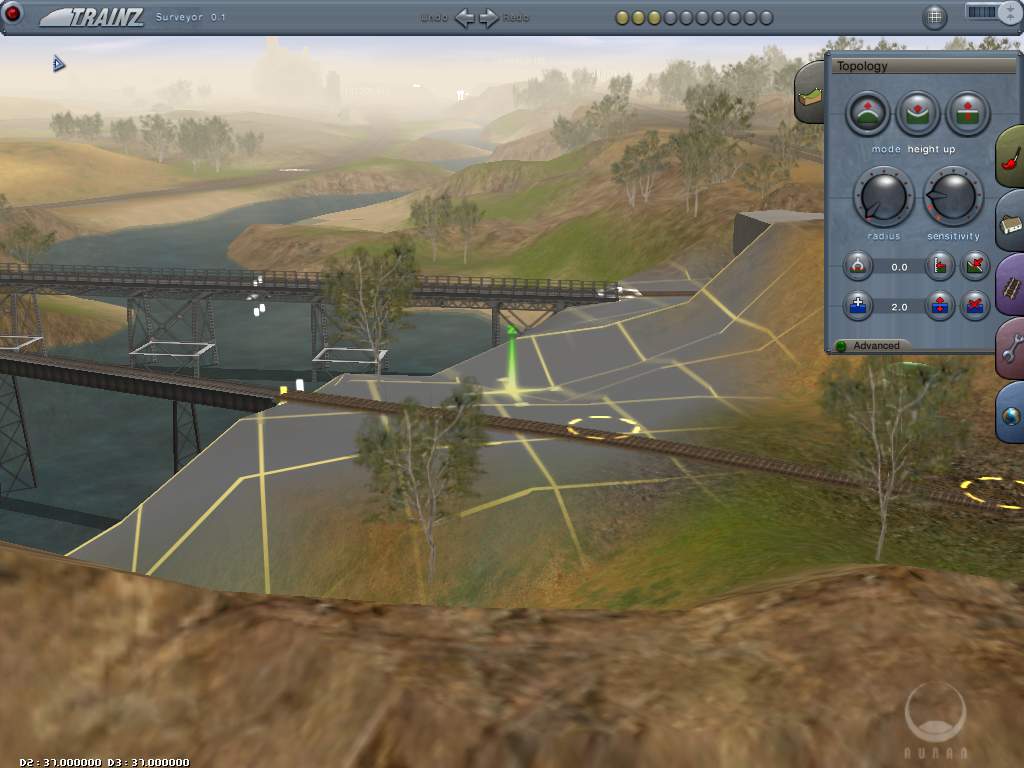 TRAINZ Surveyor 0.1 Undo Redo
Topology
mode height up
radius sensitivity
0.0
2.0
Advanced
AURAN
D2 : 37.000000 D3 : 37.000000